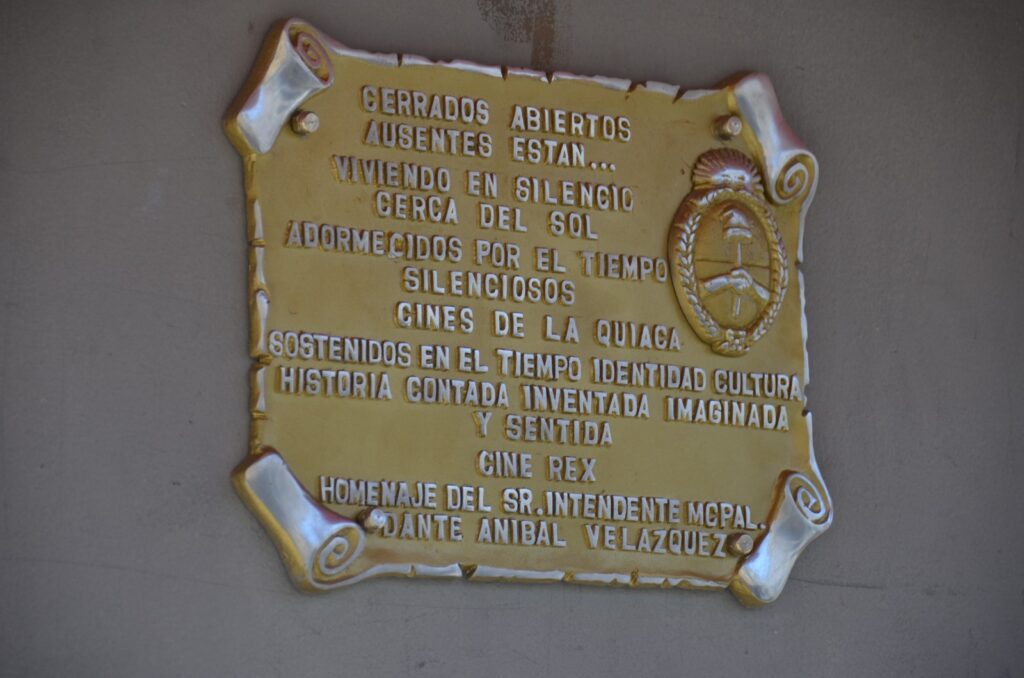 CERRADOS ABIERTOS
AUSENTES ESTAN...
VIVIENDO EN SILENCIO
CERCA DEL SOL
ADORMECIDOS POR EL TIEMPO
SILENCIOSOS
CINES DE LA QUIACA
SOSTENIDOS EN EL TIEMPO IDENTIDAD CULTURA
HISTORIA CONTADA INVENTADA IMAGINADA
Y SENTIDA
CINE REX
HOMENAJE DEL SR. INTENDENTE MCPAL.
DANTE ANIBAL VELAZQUEZ